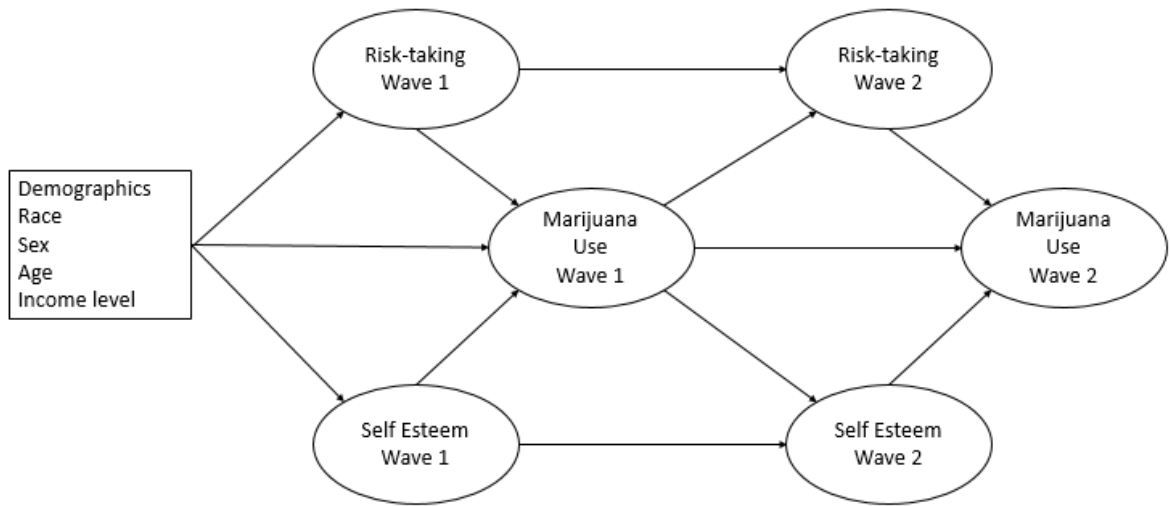 Risk-taking
Wave 1
Risk-taking
Wave 2
Demographics
Race
Sex
Age
Income level
Marijuana
Use
Wave 1
Marijuana
Use
Wave 2
Self Esteem
Wave 1
Self Esteem
Wave 2